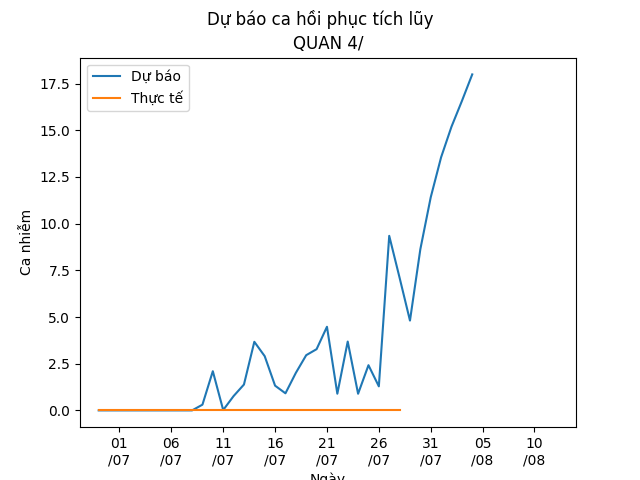 Dự báo ca hồi phục tích lũy
QUAN 4/
Dự báo
Thực tế
17.5
15.0
12.5
10.0
7.5
5.0
2.5
0.0
Ca nhiễm
01 06 11 16 21 26 31 05 10
/07 /07 /07 /07 /07 /07 /07 /08 /08
Ngày